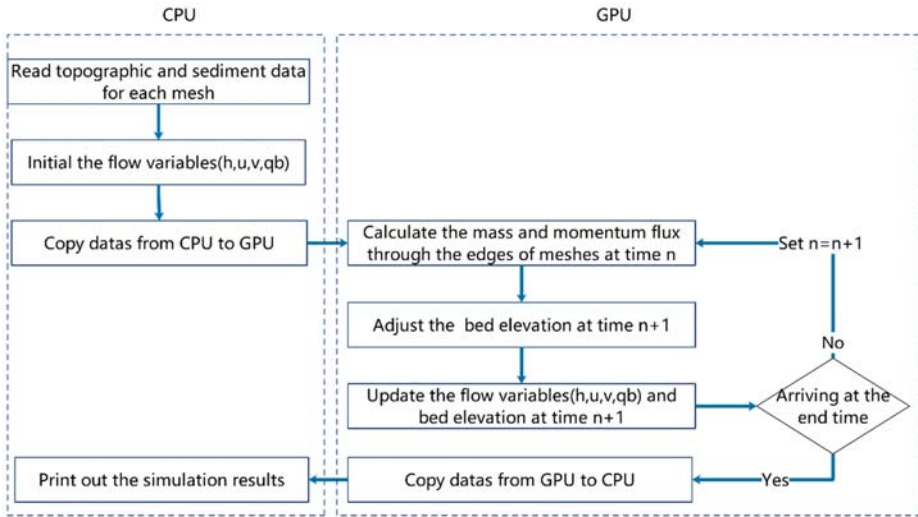 CPU
GPU
Read topographic and sediment data
for each mesh
Initial the flow variables(h,u,v,qb)
Copy datas from CPU to GPU
Calculate the mass and momentum flux
through the edges of meshes at time n
Set n=n+1
Adjust the bed elevation at time n+1
No
Update the flow variables(h,u,v,qb) and
bed elevation at time n+1
Arriving at the
end time
Yes
Copy datas from GPU to CPU
Print out the simulation results